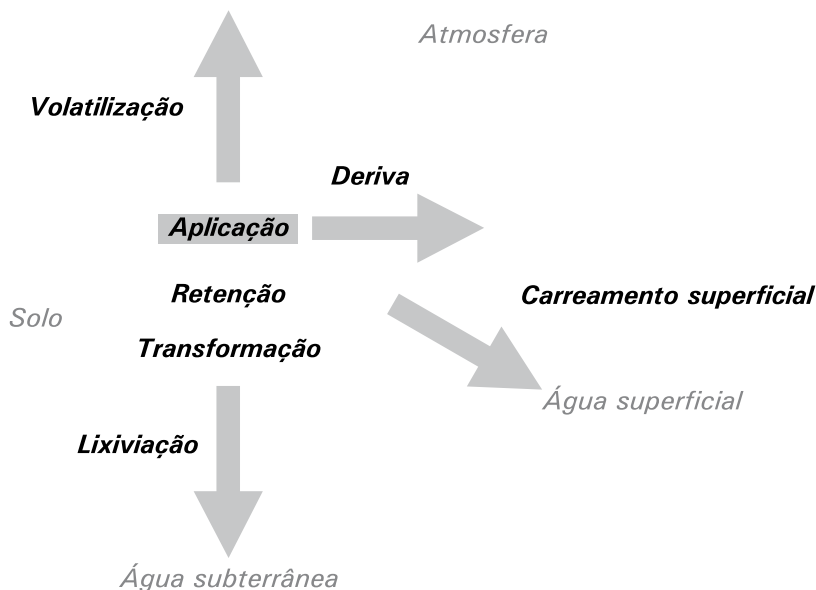 Atmosfera
Volatilização
Deriva
Aplicação
Retenção
Carreamento superficial
Solo
Transformação
Água superficial
Lixiviação
Água subterrânea